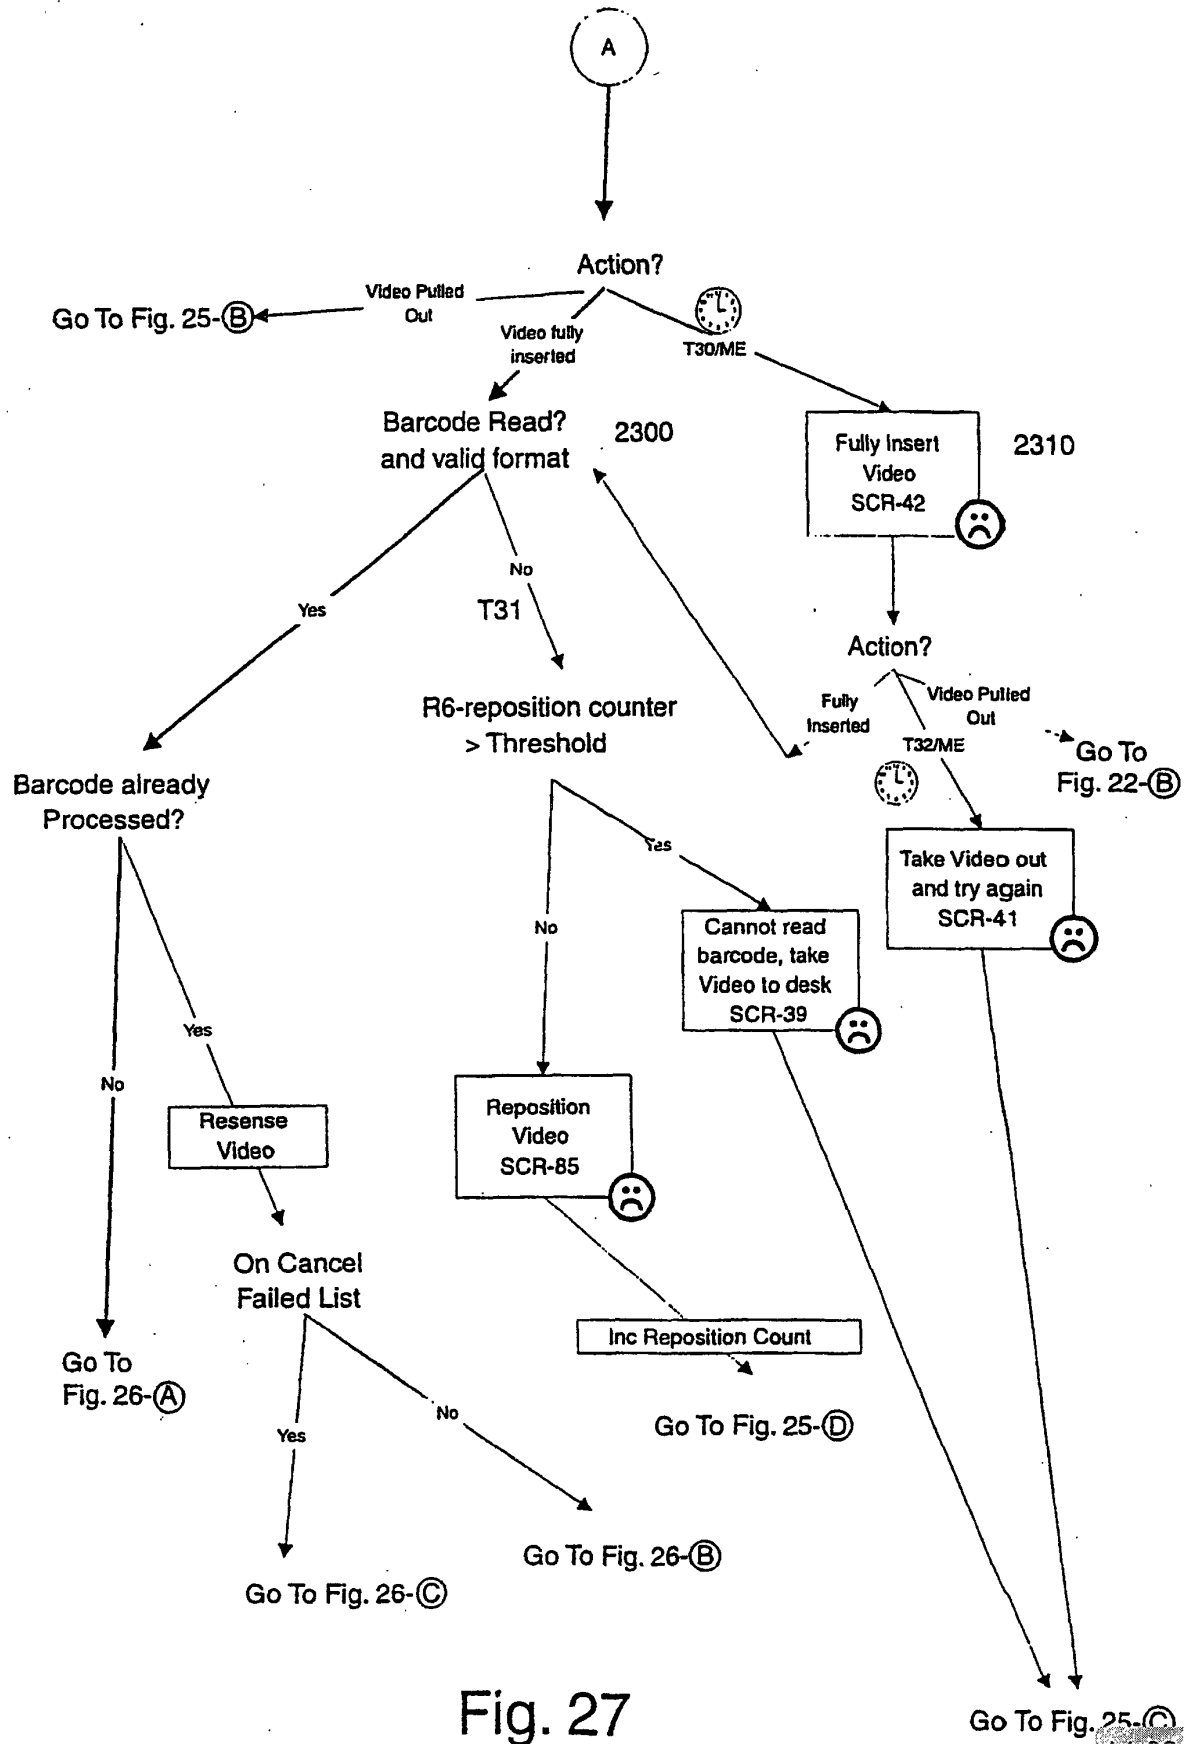 A
Action?
Video Pulled
Out
Go To Fig. 25-B
Video fully
inserted
T30/ME
Barcode Read?
and valid format
2300
Fully Insert
Video
SCR-42
2310
Yes
No
T31
Action?
Fully
Inserted
Video Pulled
Out
T32/ME
Go To
Fig. 22-B
R6-reposition counter
> Threshold
Barcode already
Processed?
Yes
Take Video out
and try again
SCR-41
No
Cannot read
barcode, take
Video to desk
SCR-39
Yes
No
Resense
Video
Reposition
Video
SCR-85
On Cancel
Failed List
Inc Reposition Count
Go To
Fig. 26-A
No
Yes
Go To Fig. 25-D
Go To Fig. 26-B
Go To Fig. 26-C
Fig. 27
Go To Fig. 25-C